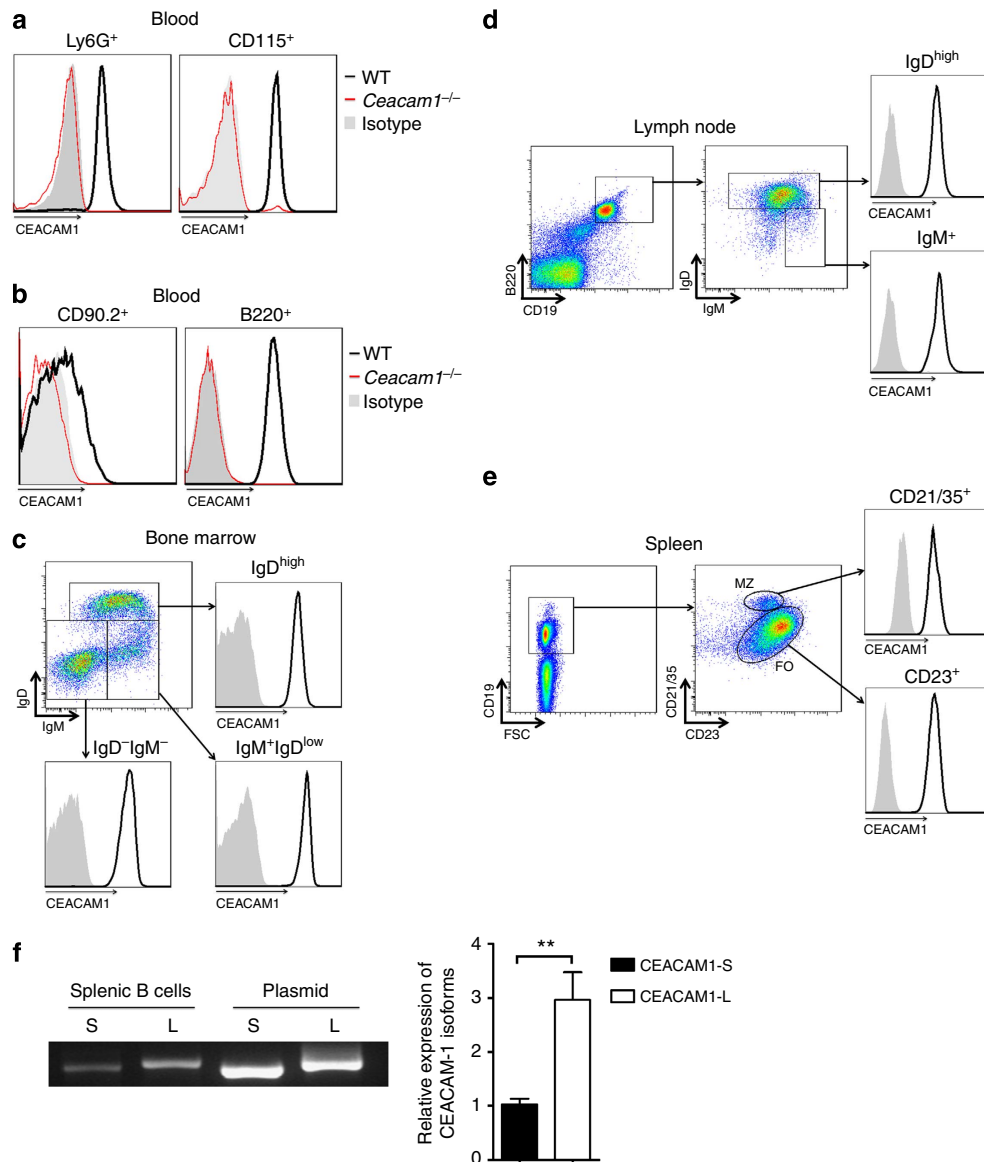 a
Blood
Ly6G⁺
CD115⁺
WT
Ceacam1⁻/⁻
Isotype
CEACAM1
CEACAM1
b
Blood
CD90.2⁺
B220⁺
WT
Ceacam1⁻/⁻
Isotype
CEACAM1
CEACAM1
c
Bone marrow
IgD
IgM
IgDʰⁱᵍʰ
CEACAM1
IgD⁻IgM⁻
IgM⁺IgDˡᵒʷ
CEACAM1
CEACAM1
d
Lymph node
B220
CD19
IgD
IgM
IgDʰⁱᵍʰ
CEACAM1
IgM⁺
CEACAM1
e
Spleen
CD19
FSC
MZ
FO
CD21/35
CD23
CD21/35⁺
CEACAM1
CD23⁺
CEACAM1
f
Splenic B cells
Plasmid
S
L
S
L
Relative expression of
CEACAM-1 isoforms
4
3
2
1
0
**
CEACAM1-S
CEACAM1-L